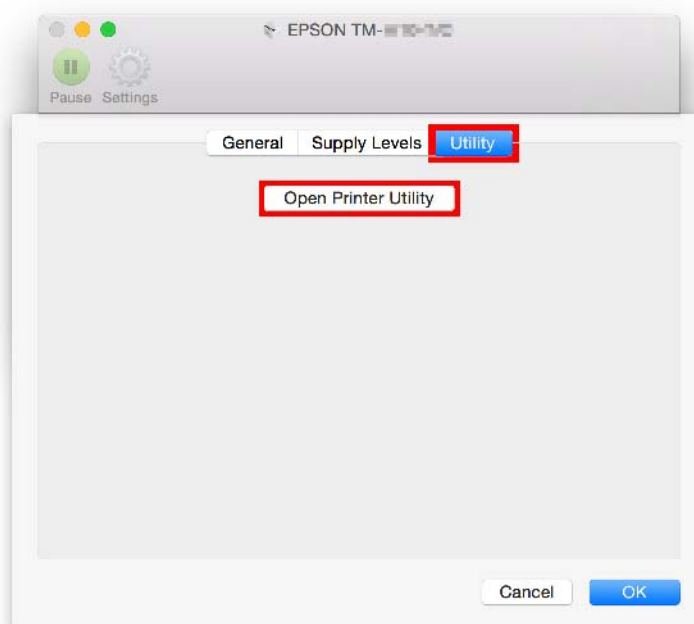 EPSON TM-
Pause Settings
General Supply Levels Utility
Open Printer Utility
Cancel OK